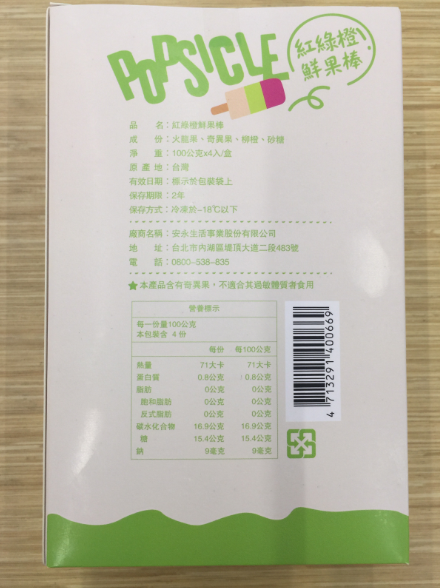 POPSICLE
紅綠橙
鮮果棒
品 名：紅綠橙鮮果棒
成 份：火龍果、奇異果、柳橙、砂糖
淨 重：100公克x4入/盒
原 產 地：台灣
有效日期：標示於包裝袋上
保存期限：2年
保存方式：冷凍於-18℃以下
廠商名稱：安永生活事業股份有限公司
地 址：台北市內湖區堤頂大道二段483號
電 話：0800-538-835
★本產品含有奇異果，不適合其過敏體質者食用
營養標示
每一份量100公克
本包裝含 4 份
每份 每100公克
熱量 71大卡 71大卡
蛋白質 0.8公克 0.8公克
脂肪 0公克 0公克
飽和脂肪 0公克 0公克
反式脂肪 0公克 0公克
碳水化合物 16.9公克 16.9公克
糖 15.4公克 15.4公克
鈉 9毫克 9毫克
4 713291 400669